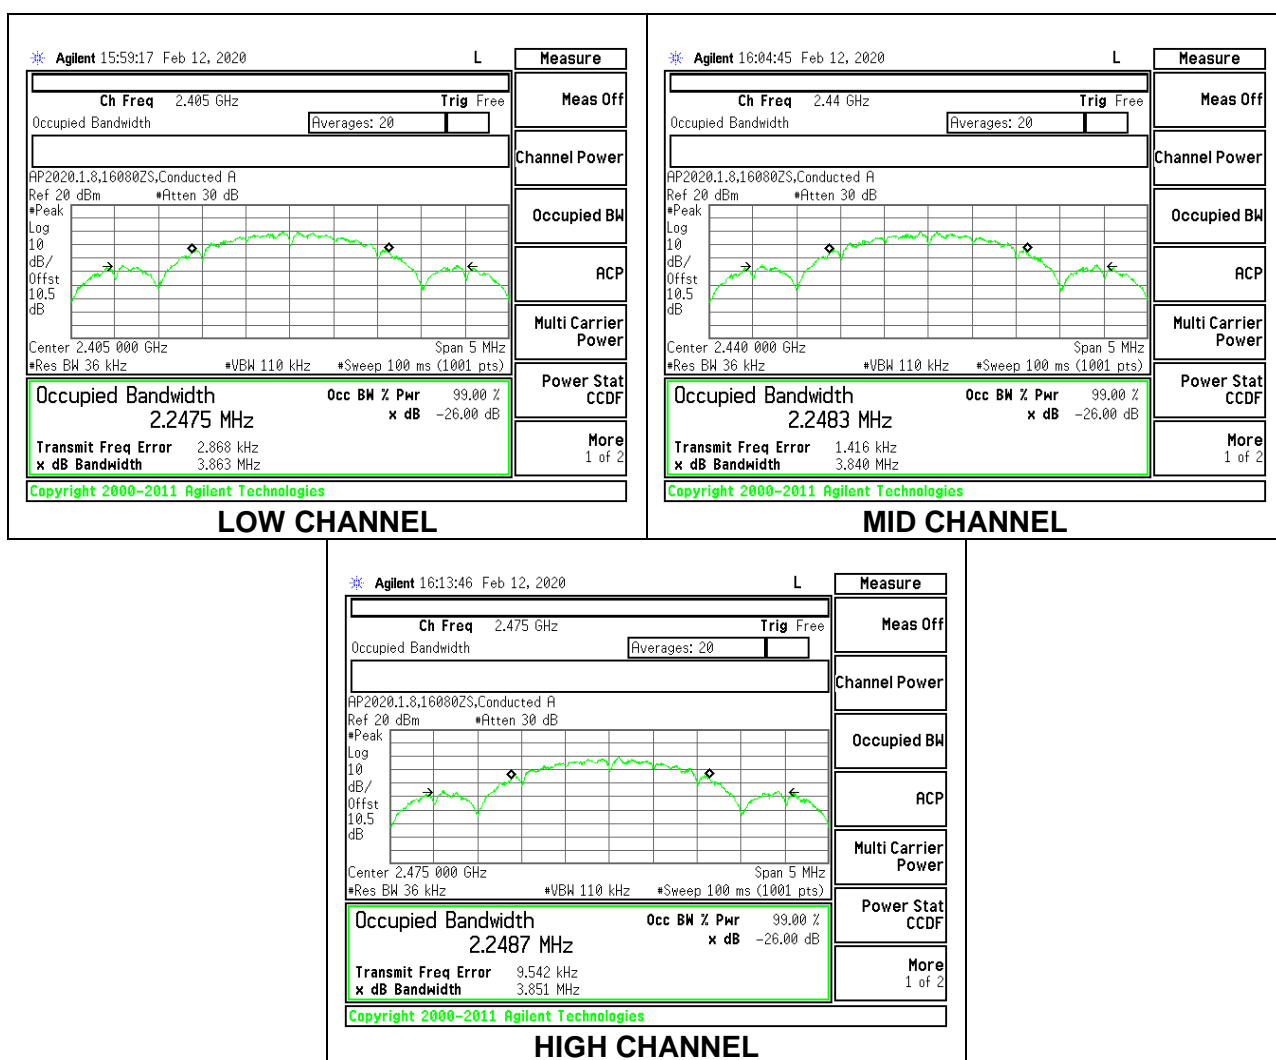 Agilent 15:59:17 Feb 12, 2020 L Measure
Ch Freq 2.405 GHz Trig Free Meas Off
Occupied Bandwidth Averages: 20
Channel Power
AP2020.1.8,16080ZS,Conducted A
Ref 20 dBm #Atten 30 dB
#Peak Occupied BW
Log
10
dB/ ACP
Offst
10.5
dB
Multi Carrier
Power
Center 2.405 000 GHz Span 5 MHz
#Res BW 36 kHz #VBW 110 kHz #Sweep 100 ms (1001 pts)
Power Stat
CCDF
Occupied Bandwidth Occ BW % Pwr 99.00 %
2.2475 MHz x dB -26.00 dB
More
1 of 2
Transmit Freq Error 2.868 kHz
x dB Bandwidth 3.863 MHz
Copyright 2000-2011 Agilent Technologies
LOW CHANNEL
Agilent 16:04:45 Feb 12, 2020 L Measure
Ch Freq 2.44 GHz Trig Free Meas Off
Occupied Bandwidth Averages: 20
Channel Power
AP2020.1.8,16080ZS,Conducted A
Ref 20 dBm #Atten 30 dB
#Peak Occupied BW
Log
10
dB/ ACP
Offst
10.5
dB
Multi Carrier
Power
Center 2.440 000 GHz Span 5 MHz
#Res BW 36 kHz #VBW 110 kHz #Sweep 100 ms (1001 pts)
Power Stat
CCDF
Occupied Bandwidth Occ BW % Pwr 99.00 %
2.2483 MHz x dB -26.00 dB
More
1 of 2
Transmit Freq Error 1.416 kHz
x dB Bandwidth 3.840 MHz
Copyright 2000-2011 Agilent Technologies
MID CHANNEL
Agilent 16:13:46 Feb 12, 2020 L Measure
Ch Freq 2.475 GHz Trig Free Meas Off
Occupied Bandwidth Averages: 20
Channel Power
AP2020.1.8,16080ZS,Conducted A
Ref 20 dBm #Atten 30 dB
#Peak Occupied BW
Log
10
dB/ ACP
Offst
10.5
dB
Multi Carrier
Power
Center 2.475 000 GHz Span 5 MHz
#Res BW 36 kHz #VBW 110 kHz #Sweep 100 ms (1001 pts)
Power Stat
CCDF
Occupied Bandwidth Occ BW % Pwr 99.00 %
2.2487 MHz x dB -26.00 dB
More
1 of 2
Transmit Freq Error 9.542 kHz
x dB Bandwidth 3.851 MHz
Copyright 2000-2011 Agilent Technologies
HIGH CHANNEL